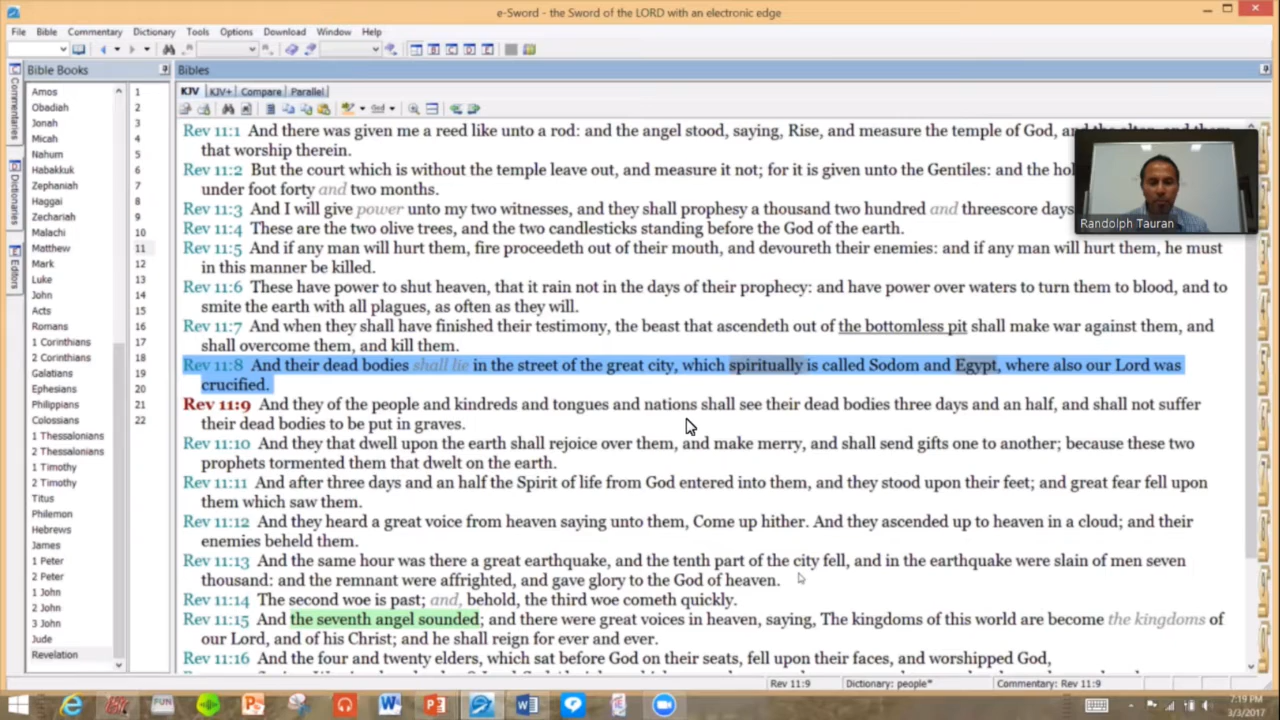 e-Sword - the Sword of the LORD with an electronic edge
File Bible Commentary Dictionary Tools Options Download Window Help
Bible Books
Bibles
KJV KJV+ Compare Parallel
Commentaries
Dictionaries
Editors
Amos 1
Obadiah 2
Jonah 3
Micah 4
Nahum 5
Habakkuk 6
Zephaniah 7
Haggai 8
Zechariah 9
Malachi 10
Matthew 11
Mark 12
Luke 13
John 14
Acts 15
Romans 16
1 Corinthians 17
2 Corinthians 18
Galatians 19
Ephesians 20
Philippians 21
Colossians 22
1 Thessalonians
2 Thessalonians
1 Timothy
2 Timothy
Titus
Philemon
Hebrews
James
1 Peter
2 Peter
1 John
2 John
3 John
Jude
Revelation
Rev 11:1 And there was given me a reed like unto a rod: and the angel stood, saying, Rise, and measure the temple of God, and
that worship therein.
Rev 11:2 But the court which is without the temple leave out, and measure it not; for it is given unto the Gentiles: and the
under foot forty and two months.
Rev 11:3 And I will give power unto my two witnesses, and they shall prophesy a thousand two hundred and threescore days
Rev 11:4 These are the two olive trees, and the two candlesticks standing before the God of the earth.
Rev 11:5 And if any man will hurt them, fire proceedeth out of their mouth, and devoureth their enemies: and if any man will hurt them, he must
in this manner be killed.
Rev 11:6 These have power to shut heaven, that it rain not in the days of their prophecy: and have power over waters to turn them to blood, and to
smite the earth with all plagues, as often as they will.
Rev 11:7 And when they shall have finished their testimony, the beast that ascendeth out of the bottomless pit shall make war against them, and
shall overcome them, and kill them.
Rev 11:8 And their dead bodies shall lie in the street of the great city, which spiritually is called Sodom and Egypt, where also our Lord was
crucified.
Rev 11:9 And they of the people and kindreds and tongues and nations shall see their dead bodies three days and an half, and shall not suffer
their dead bodies to be put in graves.
Rev 11:10 And they that dwell upon the earth shall rejoice over them, and make merry, and shall send gifts one to another; because these two
prophets tormented them that dwelt on the earth.
Rev 11:11 And after three days and an half the Spirit of life from God entered into them, and they stood upon their feet; and great fear fell upon
them which saw them.
Rev 11:12 And they heard a great voice from heaven saying unto them, Come up hither. And they ascended up to heaven in a cloud; and their
enemies beheld them.
Rev 11:13 And the same hour was there a great earthquake, and the tenth part of the city fell, and in the earthquake were slain of men seven
thousand: and the remnant were affrighted, and gave glory to the God of heaven.
Rev 11:14 The second woe is past; and, behold, the third woe cometh quickly.
Rev 11:15 And the seventh angel sounded; and there were great voices in heaven, saying, The kingdoms of this world are become the kingdoms of
our Lord, and of his Christ; and he shall reign for ever and ever.
Rev 11:16 And the four and twenty elders, which sat before God on their seats, fell upon their faces, and worshipped God,
Randolph Tauran
Rev 11:9 Dictionary: people* Commentary: Rev 11:9
FUN
7:19 PM
3/3/2017